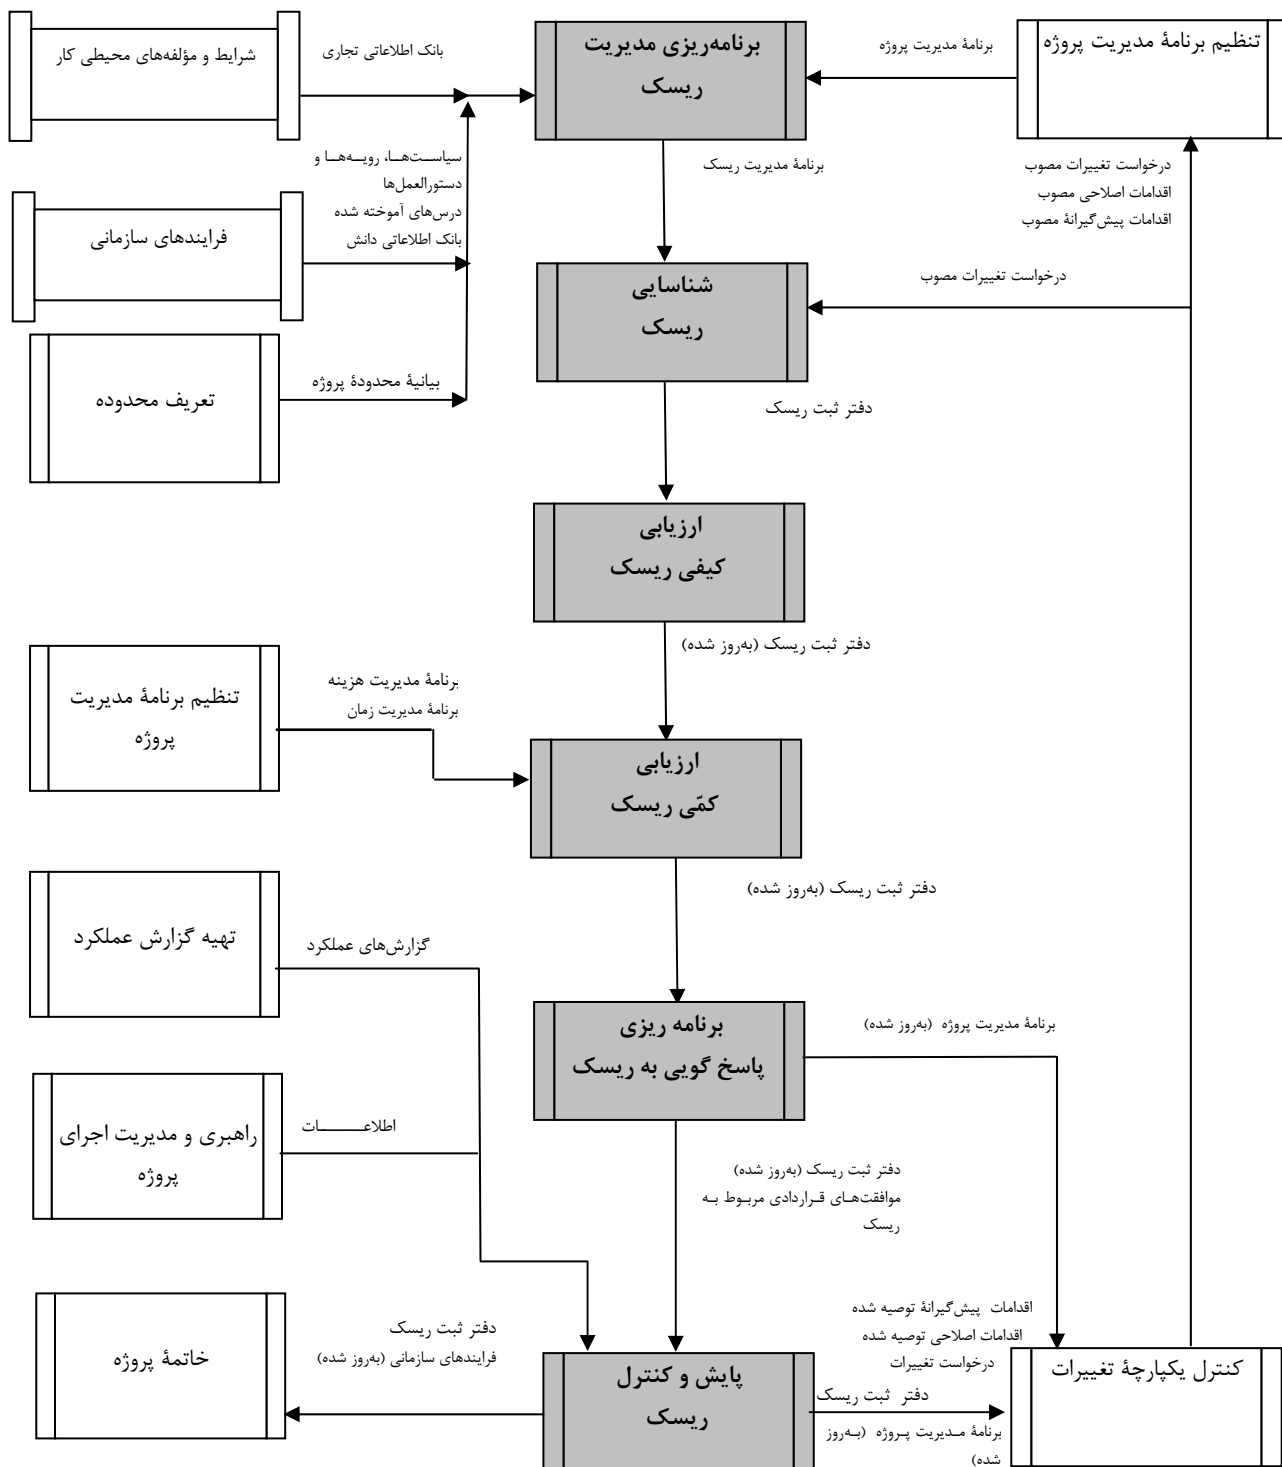 تنظیم برنامهٔ مدیریت پروژه
برنامهٔ مدیریت پروژه
برنامه‌ریزی مدیریت
ریسک
بانک اطلاعاتی تجاری
شرایط و مؤلفه‌های محیطی کار
درخواست تغییرات مصوب
اقدامات اصلاحی مصوب
اقدامات پیش‌گیرانهٔ مصوب
برنامهٔ مدیریت ریسک
سیاست‌ها، رویه‌ها و
دستورالعمل‌ها
درس‌های آموخته شده
بانک اطلاعاتی دانش
فرایندهای سازمانی
درخواست تغییرات مصوب
شناسایی
ریسک
بیانیهٔ محدودهٔ پروژه
تعریف محدوده
دفتر ثبت ریسک
ارزیابی
کیفی ریسک
دفتر ثبت ریسک (به‌روز شده)
برنامهٔ مدیریت هزینه
برنامهٔ مدیریت زمان
تنظیم برنامهٔ مدیریت
پروژه
ارزیابی
کمّی ریسک
دفتر ثبت ریسک (به‌روز شده)
گزارش‌های عملکرد
تهیه گزارش عملکرد
برنامه ریزی
پاسخ گویی به ریسک
برنامهٔ مدیریت پروژه (به‌روز شده)
اطلاعات
راهبری و مدیریت اجرای
پروژه
دفتر ثبت ریسک (به‌روز شده)
موافقت‌های قراردادی مربوط به
ریسک
اقدامات پیش‌گیرانهٔ توصیه شده
اقدامات اصلاحی توصیه شده
درخواست تغییرات
دفتر ثبت ریسک
برنامهٔ مدیریت پروژه (به‌روز
شده)
کنترل یکپارچهٔ تغییرات
پایش و کنترل
ریسک
دفتر ثبت ریسک
فرایندهای سازمانی (به‌روز شده)
خاتمهٔ پروژه